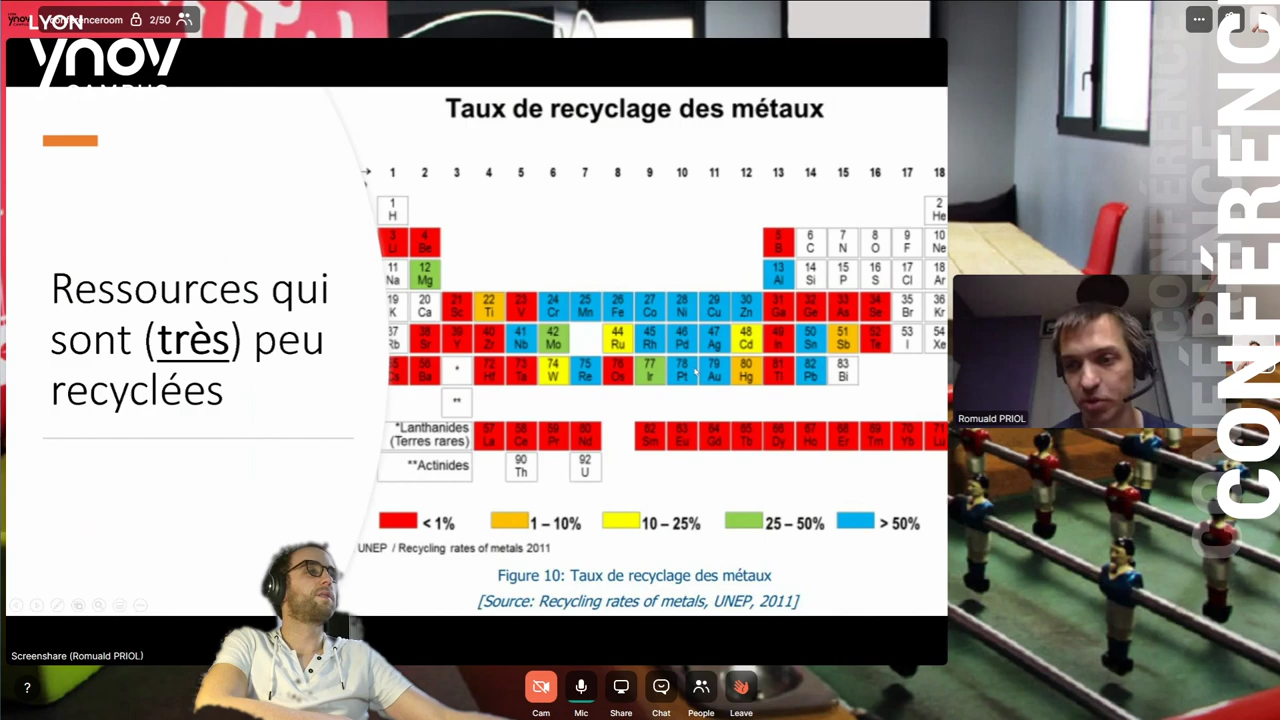 LYON
conferenceroom 2/50
ynov
CAMPUS
Taux de recyclage des métaux
Ressources qui
sont (très) peu
recyclées
1 2 3 4 5 6 7 8 9 10 11 12 13 14 15 16 17 18
1 2
H He
3 4 5 6 7 8 9 10
Li Be B C N O F Ne
11 12 13 14 15 16 17 18
Na Mg Al Si P S Cl Ar
19 20 21 22 23 24 25 26 27 28 29 30 31 32 33 34 35 36
K Ca Sc Ti V Cr Mn Fe Co Ni Cu Zn Ga Ge As Se Br Kr
37 38 39 40 41 42 44 45 46 47 48 49 50 51 52 53 54
Rb Sr Y Zr Nb Mo Ru Rh Pd Ag Cd In Sn Sb Te I Xe
55 56 * 72 73 74 75 76 77 78 79 80 81 82 83
Cs Ba Hf Ta W Re Os Ir Pt Au Hg Tl Pb Bi
**
*Lanthanides 57 58 59 60 62 63 64 65 66 67 68 69 70 71
(Terres rares) La Ce Pr Nd Sm Eu Gd Tb Dy Ho Er Tm Yb Lu
**Actinides 90 92
Th U
< 1% 1 – 10% 10 – 25% 25 – 50% > 50%
UNEP / Recycling rates of metals 2011
Figure 10: Taux de recyclage des métaux
[Source: Recycling rates of metals, UNEP, 2011]
Screenshare (Romuald PRIOL)
Romuald PRIOL
CONFÉRENC
CONFÉRENCE
CONFÉRENCE
? Cam Mic Share Chat People Leave